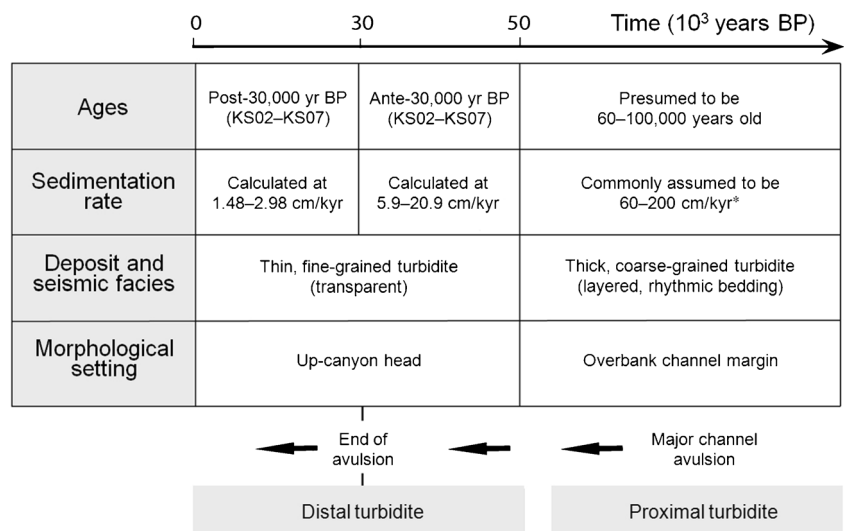 0 30 50 Time (10³ years BP)
Ages
Post-30,000 yr BP
(KS02–KS07)
Ante-30,000 yr BP
(KS02–KS07)
Presumed to be
60–100,000 years old
Sedimentation
rate
Calculated at
1.48–2.98 cm/kyr
Calculated at
5.9–20.9 cm/kyr
Commonly assumed to be
60–200 cm/kyr*
Deposit and
seismic facies
Thin, fine-grained turbidite
(transparent)
Thick, coarse-grained turbidite
(layered, rhythmic bedding)
Morphological
setting
Up-canyon head
Overbank channel margin
End of
avulsion
Major channel
avulsion
Distal turbidite
Proximal turbidite